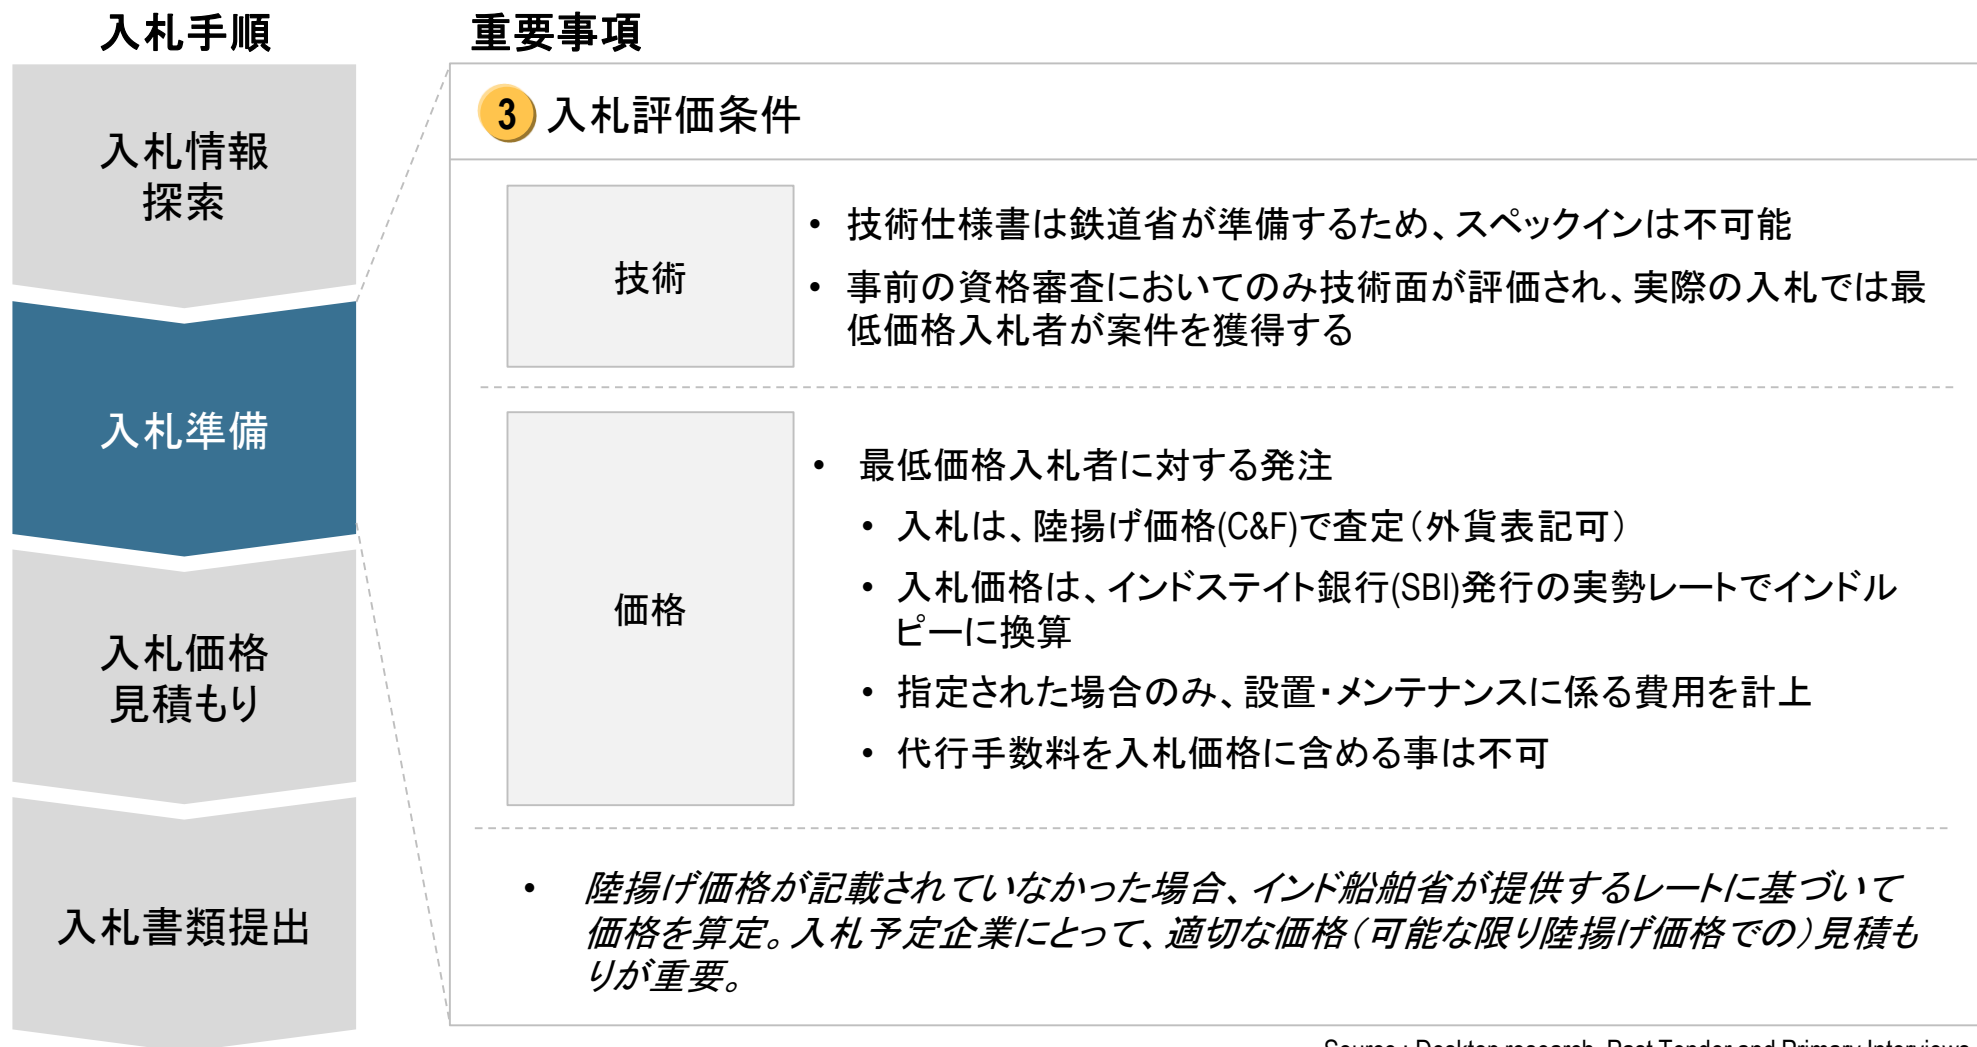 入札手順
重要事項
入札情報
探索
入札準備
入札価格
見積もり
入札書類提出
3 入札評価条件
技術
• 技術仕様書は鉄道省が準備するため、スペックインは不可能
• 事前の資格審査においてのみ技術面が評価され、実際の入札では最
低価格入札者が案件を獲得する
価格
• 最低価格入札者に対する発注
• 入札は、陸揚げ価格(C&F)で査定（外貨表記可）
• 入札価格は、インドステイト銀行(SBI)発行の実勢レートでインドル
ピーに換算
• 指定された場合のみ、設置・メンテナンスに係る費用を計上
• 代行手数料を入札価格に含める事は不可
• 陸揚げ価格が記載されていなかった場合、インド船舶省が提供するレートに基づいて
価格を算定。入札予定企業にとって、適切な価格（可能な限り陸揚げ価格での）見積も
りが重要。
Source : Desktop research, Past Tender and Primary Interviews